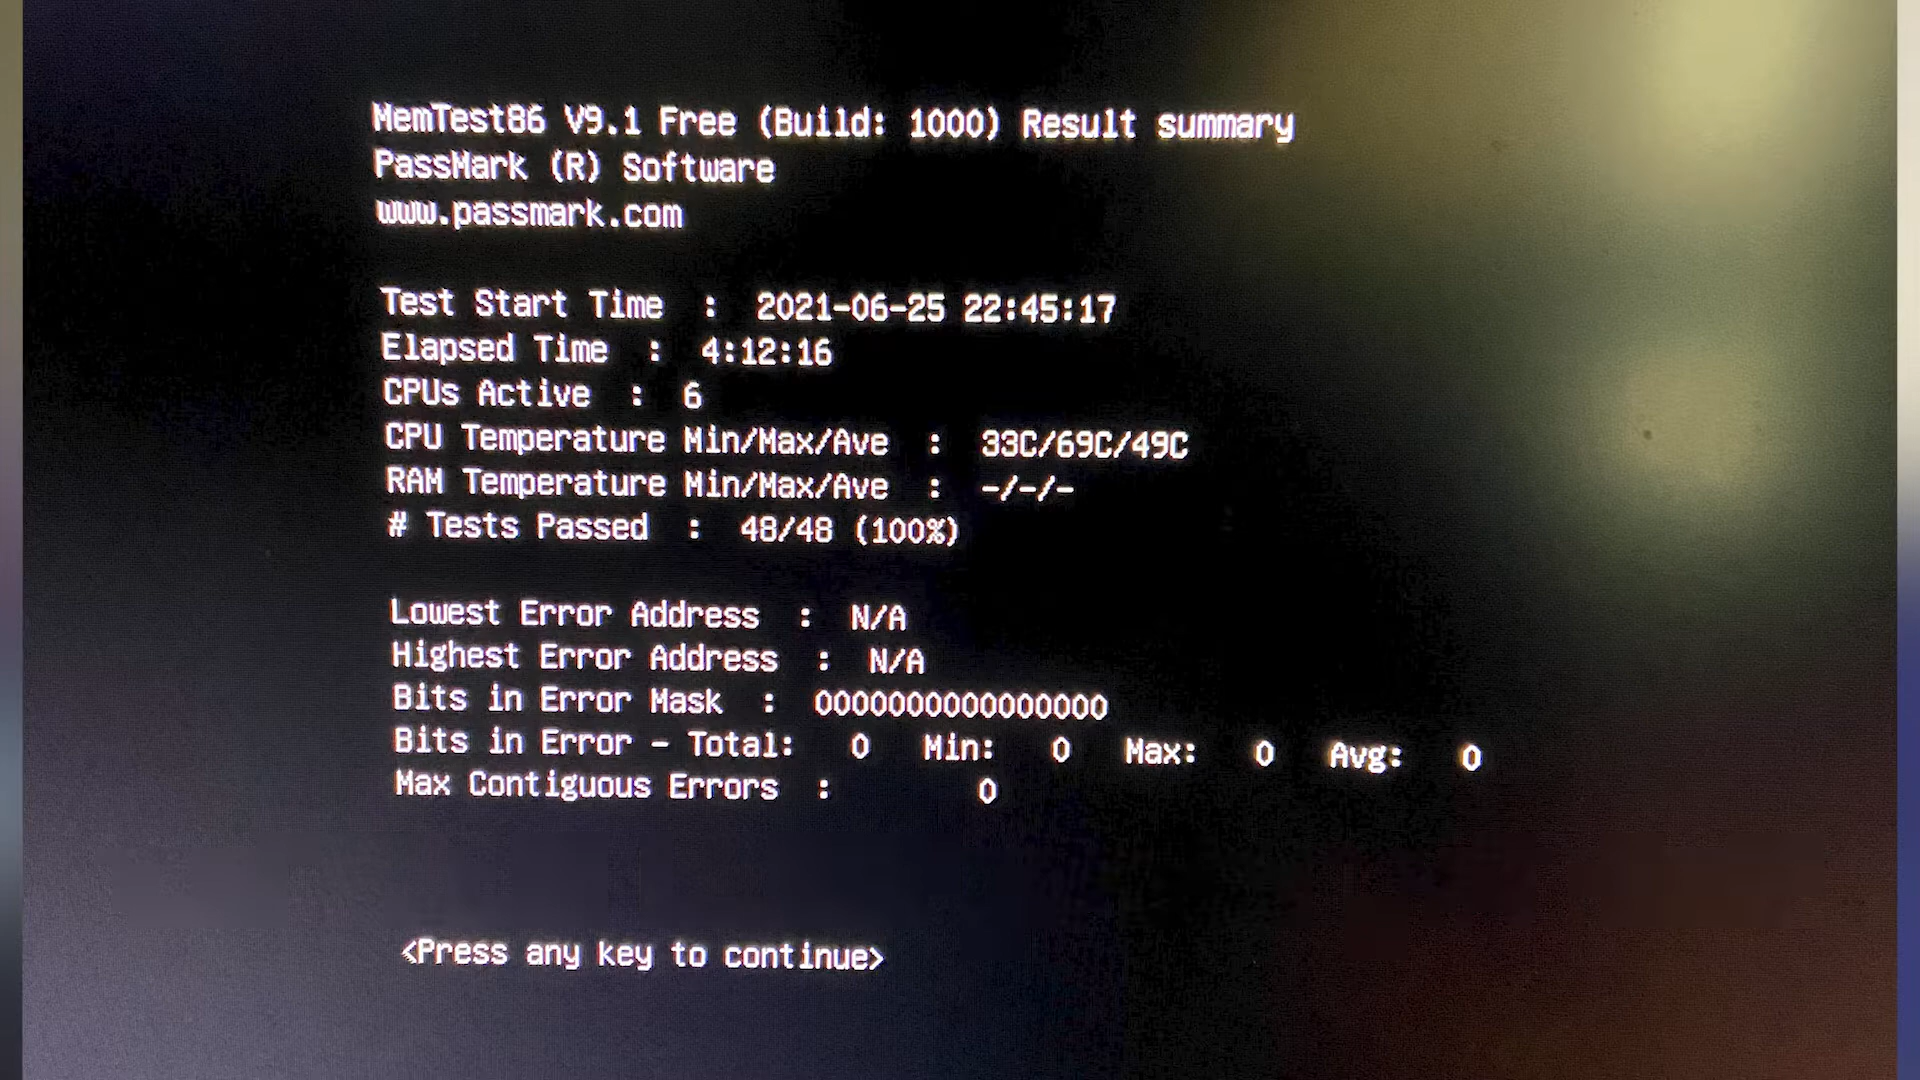 MemTest86 V9.1 Free (Build: 1000) Result summary
PassMark (R) Software
www.passmark.com
Test Start Time : 2021-06-25 22:45:17
Elapsed Time : 4:12:16
CPUs Active : 6
CPU Temperature Min/Max/Ave : 33C/69C/49C
RAM Temperature Min/Max/Ave : -/-/-
# Tests Passed : 48/48 (100%)
Lowest Error Address : N/A
Highest Error Address : N/A
Bits in Error Mask : 0000000000000000
Bits in Error - Total: 0 Min: 0 Max: 0 Avg: 0
Max Contiguous Errors : 0
<Press any key to continue>